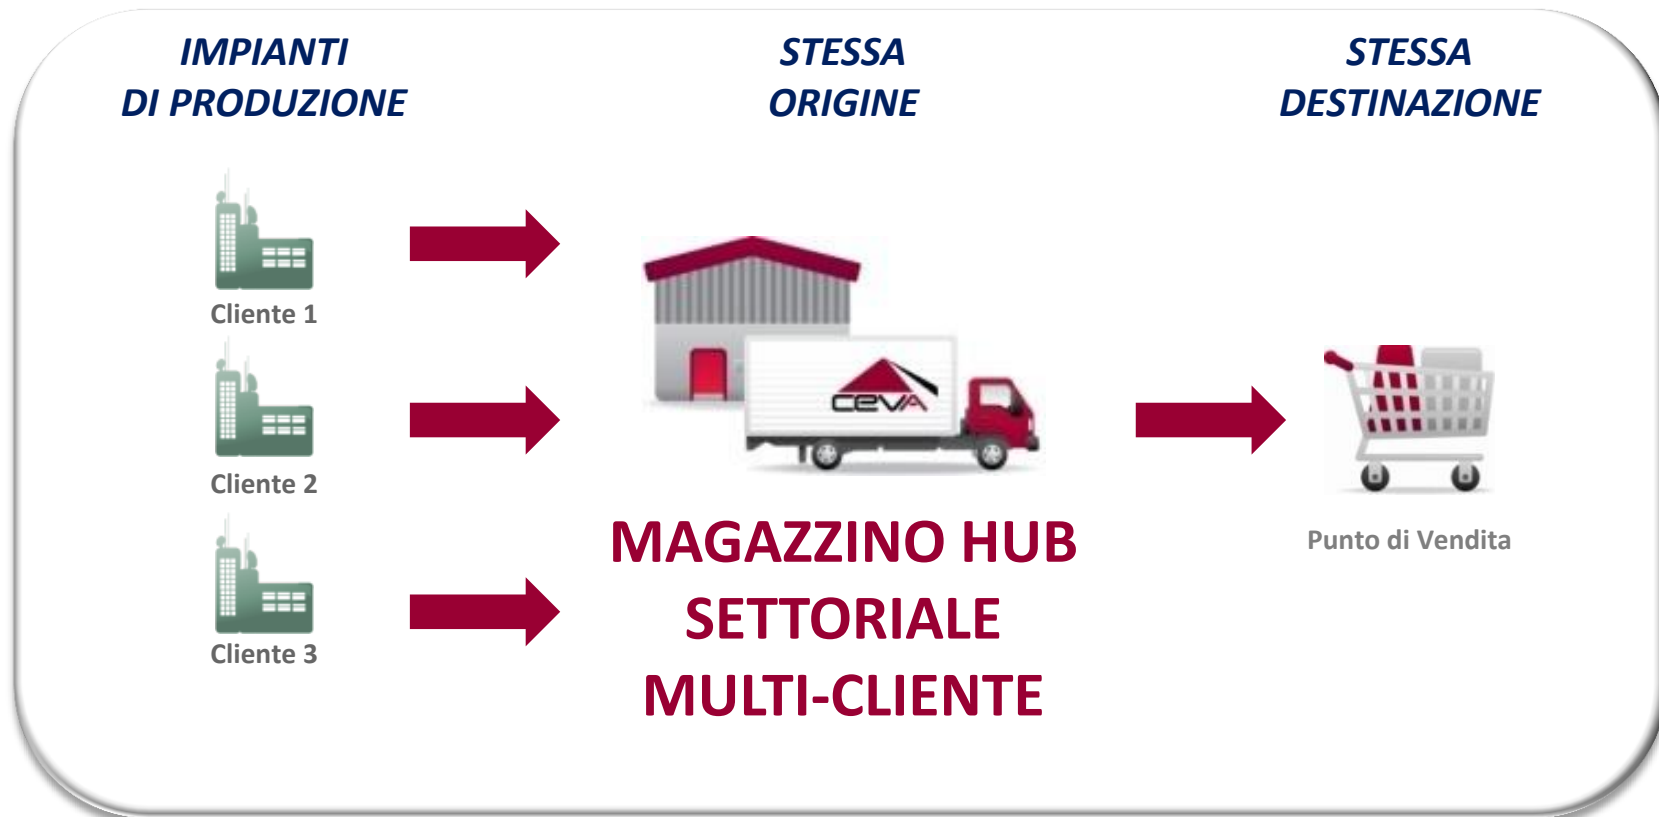 IMPIANTI
DI PRODUZIONE
STESSA
ORIGINE
STESSA
DESTINAZIONE
Cliente 1
Cliente 2
Cliente 3
CEVA
MAGAZZINO HUB
SETTORIALE
MULTI-CLIENTE
Punto di Vendita